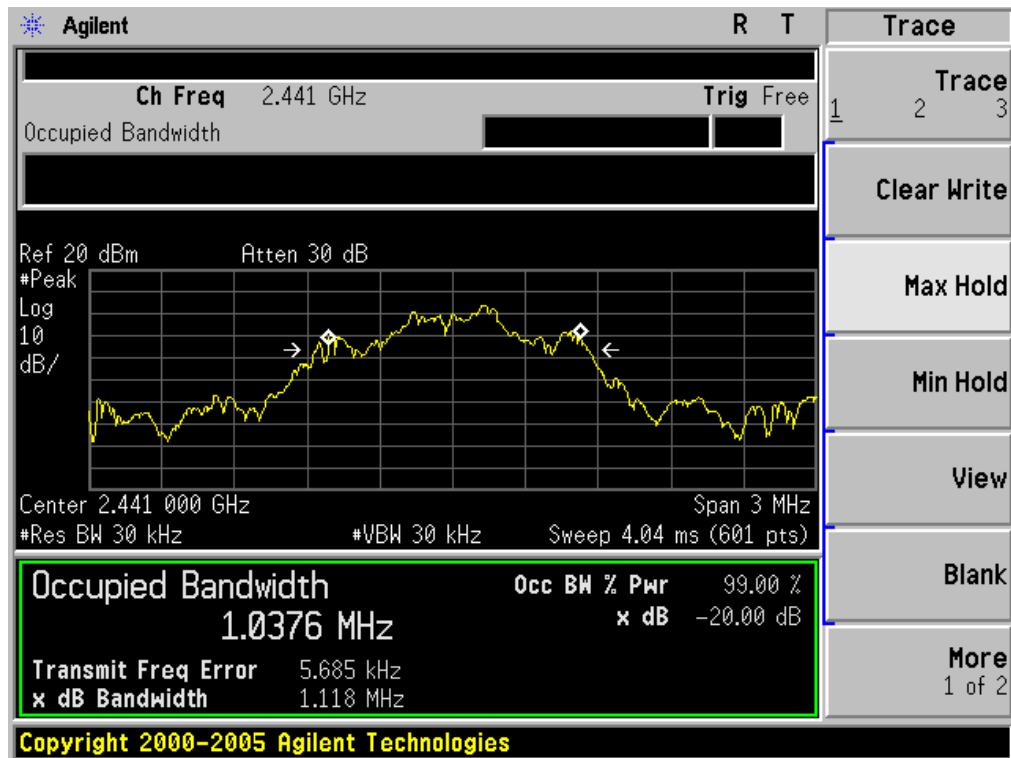 Agilent R T
Trace
Ch Freq 2.441 GHz Trig Free
Occupied Bandwidth
Trace
1 2 3
Clear Write
Max Hold
Min Hold
View
Blank
More
1 of 2
Ref 20 dBm Atten 30 dB
#Peak
Log
10
dB/
Center 2.441 000 GHz Span 3 MHz
#Res BW 30 kHz #VBW 30 kHz Sweep 4.04 ms (601 pts)
Occupied Bandwidth Occ BW % Pwr 99.00 %
1.0376 MHz x dB -20.00 dB
Transmit Freq Error 5.685 kHz
x dB Bandwidth 1.118 MHz
Copyright 2000-2005 Agilent Technologies